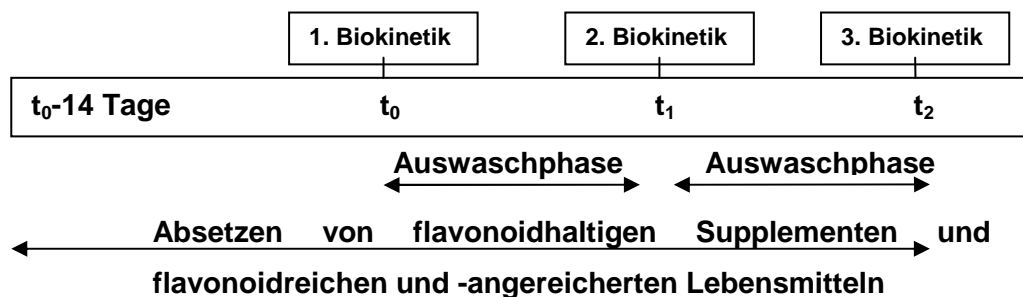 1. Biokinetik 2. Biokinetik 3. Biokinetik
t₀-14 Tage t₀ t₁ t₂
Auswaschphase Auswaschphase
Absetzen von flavonoidhaltigen Supplementen und
flavonoidreichen und -angereicherten Lebensmitteln